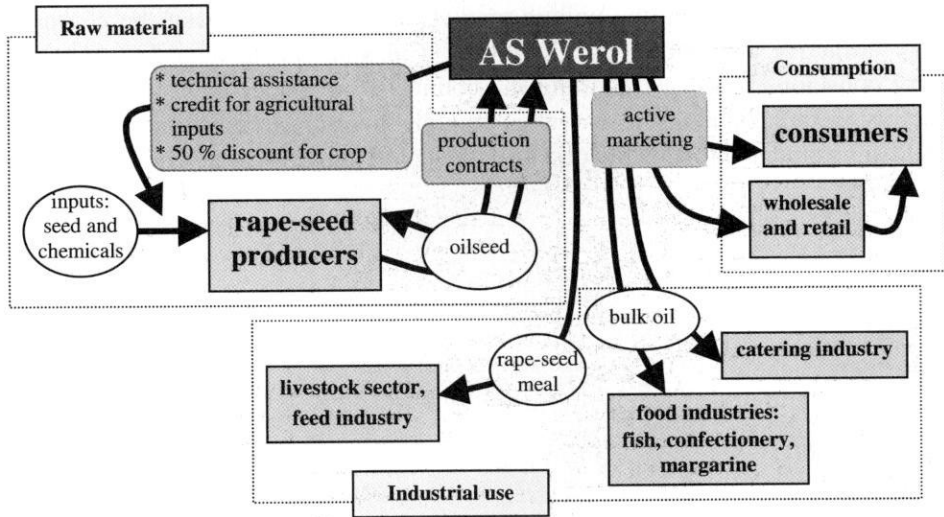 Raw material
AS Werol
Consumption
* technical assistance
* credit for agricultural
inputs
* 50 % discount for crop
production
contracts
active
marketing
consumers
inputs:
seed and
chemicals
rape-seed
producers
oilseed
wholesale
and retail
bulk oil
catering industry
rape-seed
meal
livestock sector,
feed industry
food industries:
fish, confectionery,
margarine
Industrial use